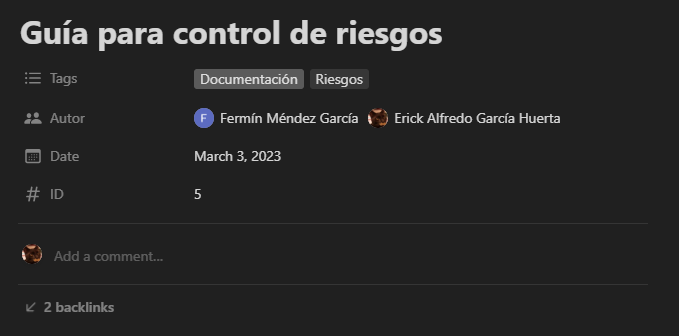 Guía para control de riesgos
Tags Documentación Riesgos
Autor F Fermín Méndez García Erick Alfredo García Huerta
Date March 3, 2023
# ID 5
Add a comment...
2 backlinks